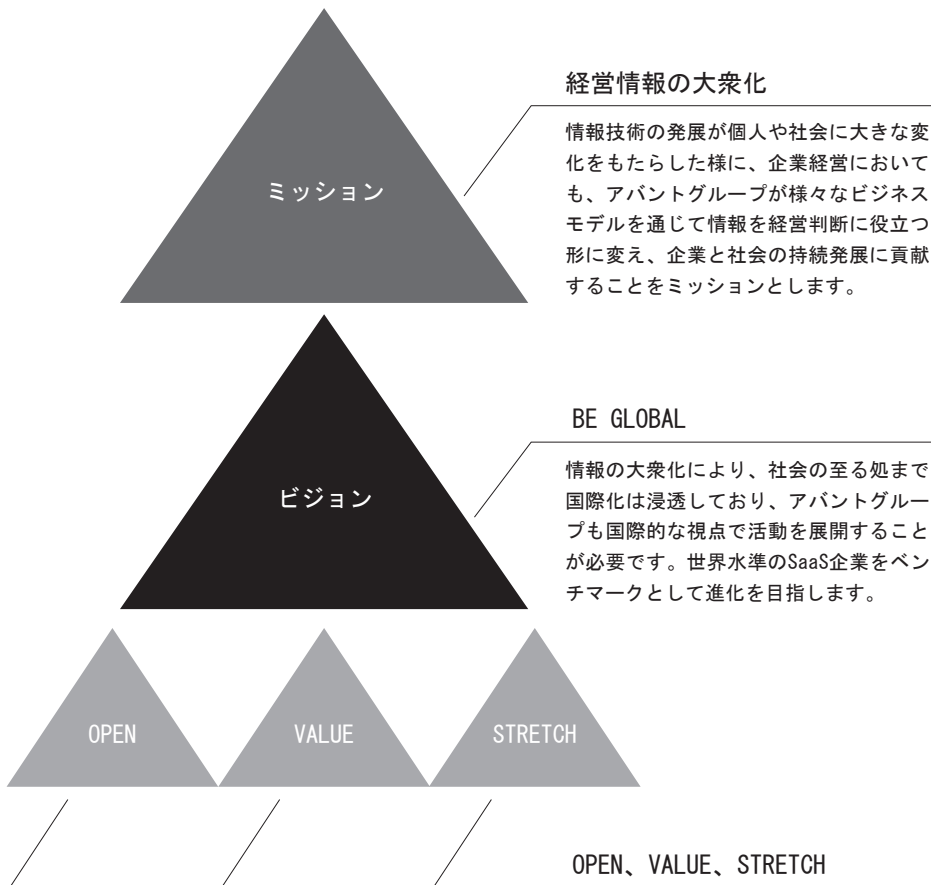 経営情報の大衆化
情報技術の発展が個人や社会に大きな変
化をもたらした様に、企業経営において
も、アバントグループが様々なビジネス
モデルを通じて情報を経営判断に役立つ
形に変え、企業と社会の持続発展に貢献
することをミッションとします。
ミッション
BE GLOBAL
情報の大衆化により、社会の至る処まで
国際化は浸透しており、アバントグルー
プも国際的な視点で活動を展開すること
が必要です。世界水準のSaaS企業をベン
チマークとして進化を目指します。
ビジョン
OPEN
VALUE
STRETCH
OPEN、VALUE、STRETCH